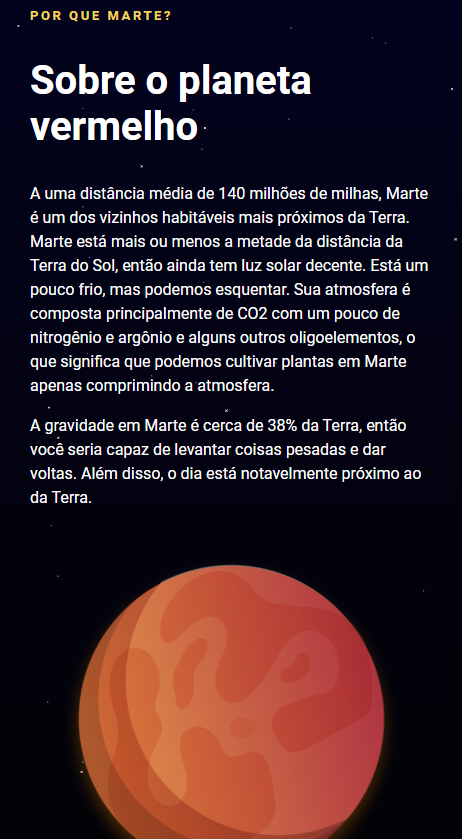 POR QUE MARTE?
Sobre o planeta
vermelho
A uma distância média de 140 milhões de milhas, Marte
é um dos vizinhos habitáveis mais próximos da Terra.
Marte está mais ou menos a metade da distância da
Terra do Sol, então ainda tem luz solar decente. Está um
pouco frio, mas podemos esquentar. Sua atmosfera é
composta principalmente de CO2 com um pouco de
nitrogênio e argônio e alguns outros oligoelementos, o
que significa que podemos cultivar plantas em Marte
apenas comprimindo a atmosfera.
A gravidade em Marte é cerca de 38% da Terra, então
você seria capaz de levantar coisas pesadas e dar
voltas. Além disso, o dia está notavelmente próximo ao
da Terra.